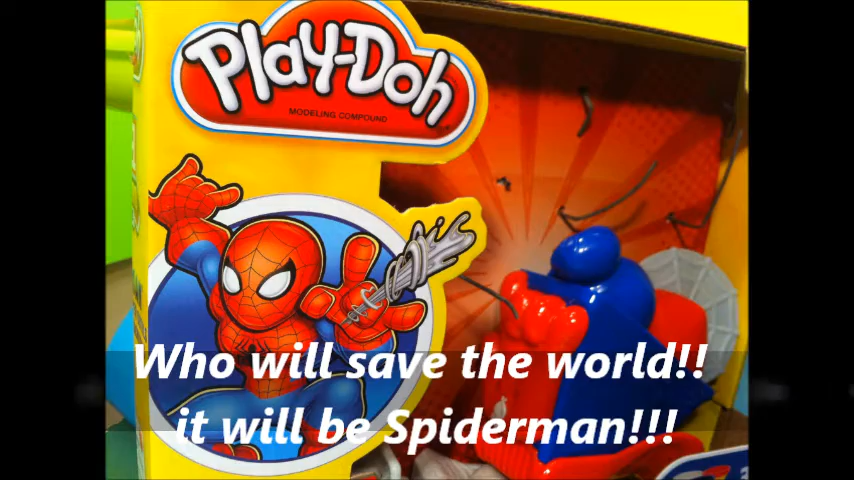 Play-Doh
MODELING COMPOUND
Who will save the world!!
it will be Spiderman!!!